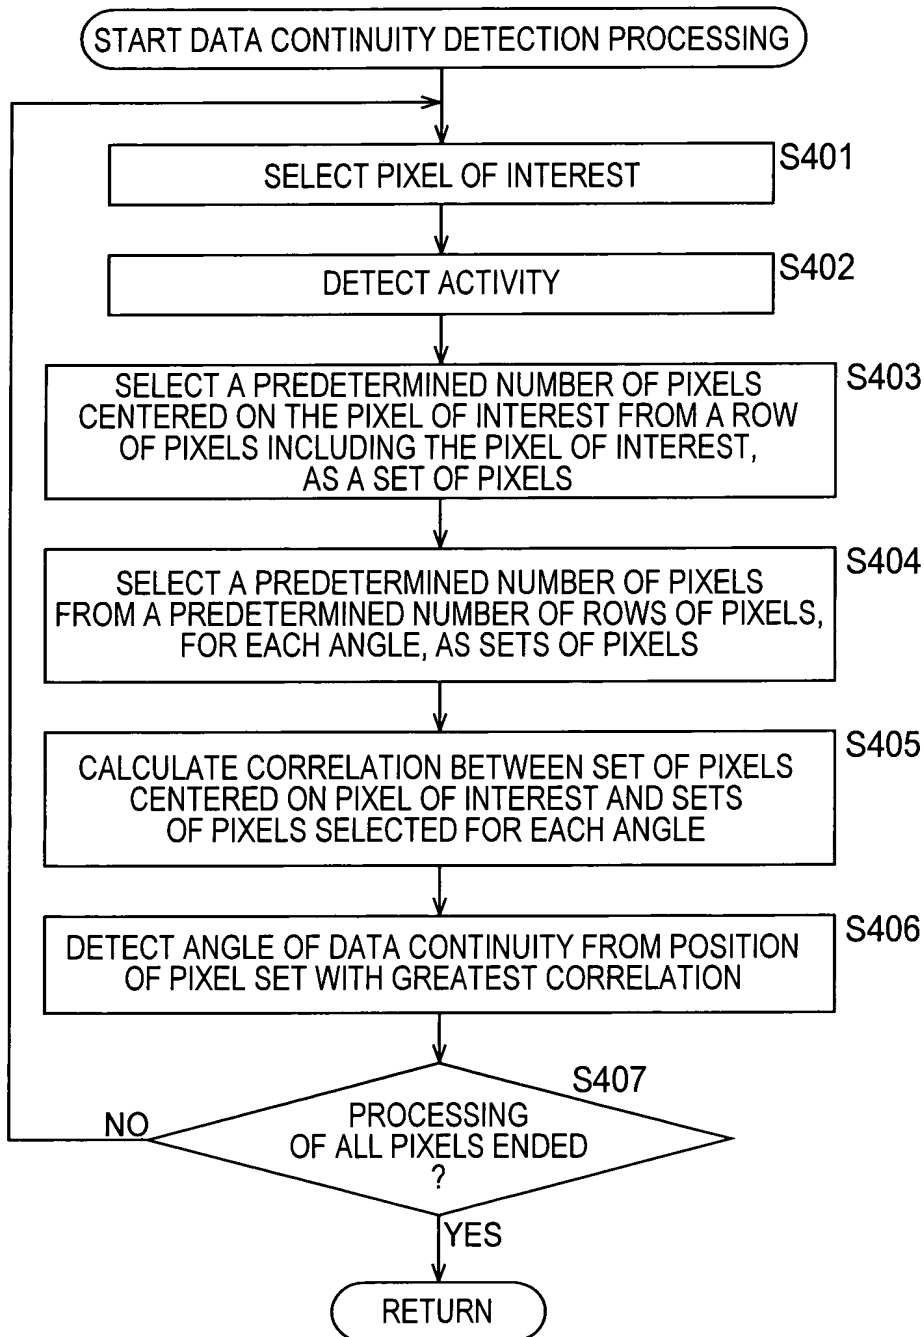 START DATA CONTINUITY DETECTION PROCESSING
S401
SELECT PIXEL OF INTEREST
S402
DETECT ACTIVITY
S403
SELECT A PREDETERMINED NUMBER OF PIXELS
CENTERED ON THE PIXEL OF INTEREST FROM A ROW
OF PIXELS INCLUDING THE PIXEL OF INTEREST,
AS A SET OF PIXELS
S404
SELECT A PREDETERMINED NUMBER OF PIXELS
FROM A PREDETERMINED NUMBER OF ROWS OF PIXELS,
FOR EACH ANGLE, AS SETS OF PIXELS
S405
CALCULATE CORRELATION BETWEEN SET OF PIXELS
CENTERED ON PIXEL OF INTEREST AND SETS
OF PIXELS SELECTED FOR EACH ANGLE
S406
DETECT ANGLE OF DATA CONTINUITY FROM POSITION
OF PIXEL SET WITH GREATEST CORRELATION
S407
NO
PROCESSING
OF ALL PIXELS ENDED
?
YES
RETURN